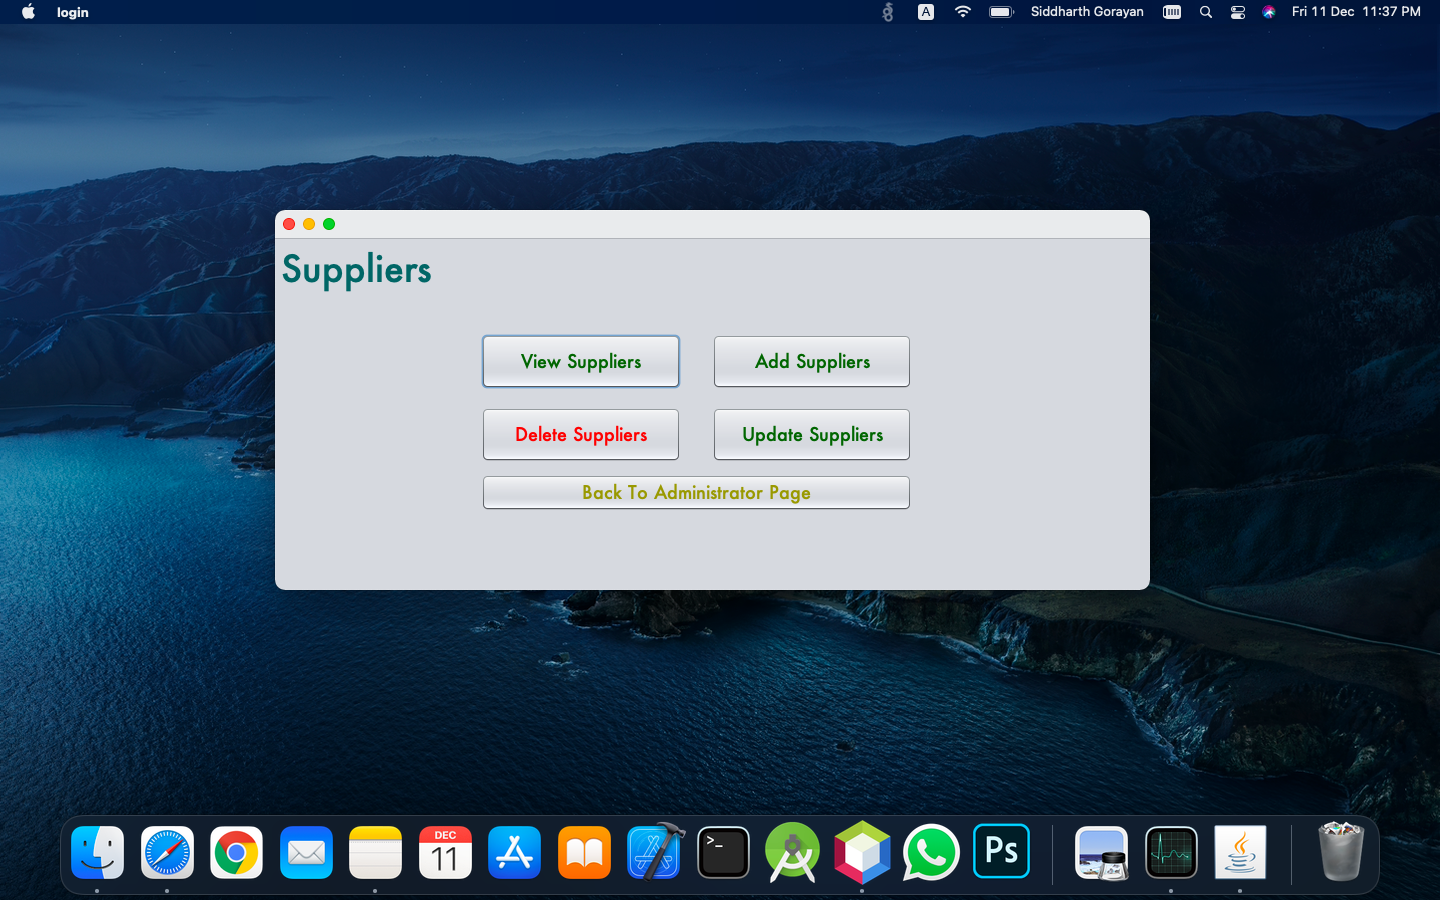 login
A
Siddharth Gorayan
Fri 11 Dec 11:37 PM
Suppliers
View Suppliers
Add Suppliers
Delete Suppliers
Update Suppliers
Back To Administrator Page
DEC
11
>_
Ps